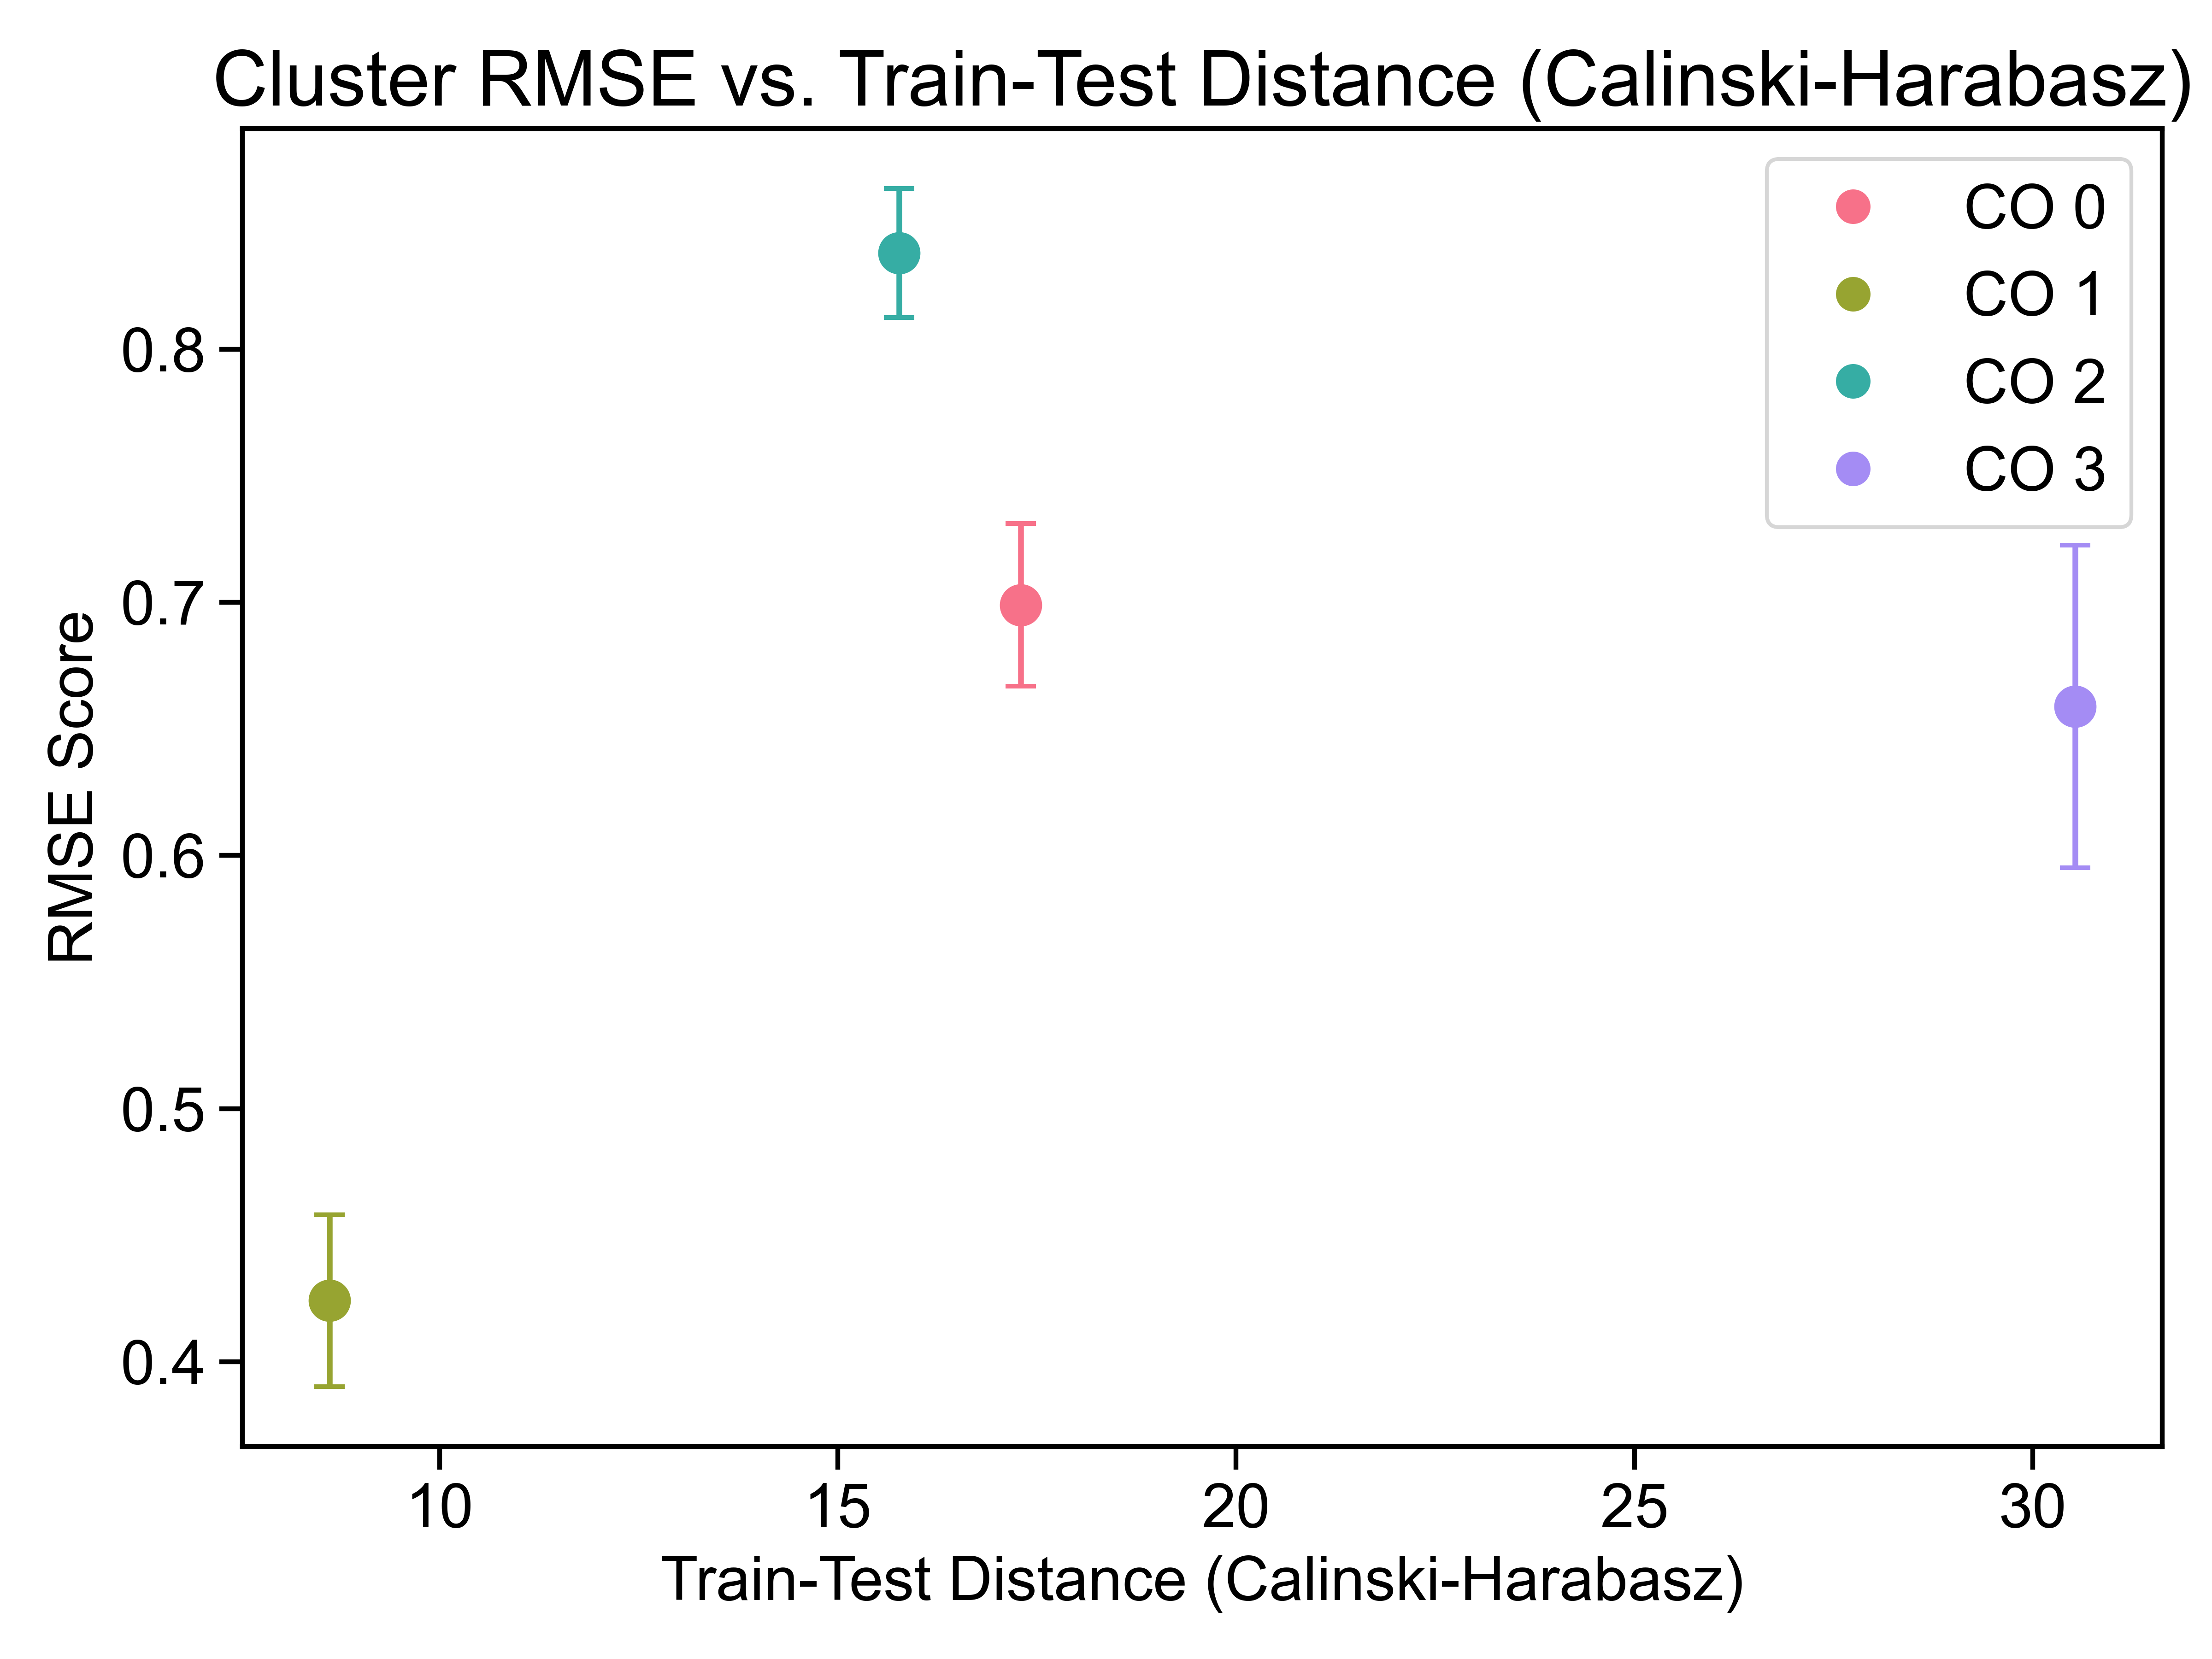 Cluster RMSE vs. Train-Test Distance (Calinski-Harabasz)
CO 0
CO 1
CO 2
CO 3
RMSE Score
0.8
0.7
0.6
0.5
0.4
10 15 20 25 30
Train-Test Distance (Calinski-Harabasz)